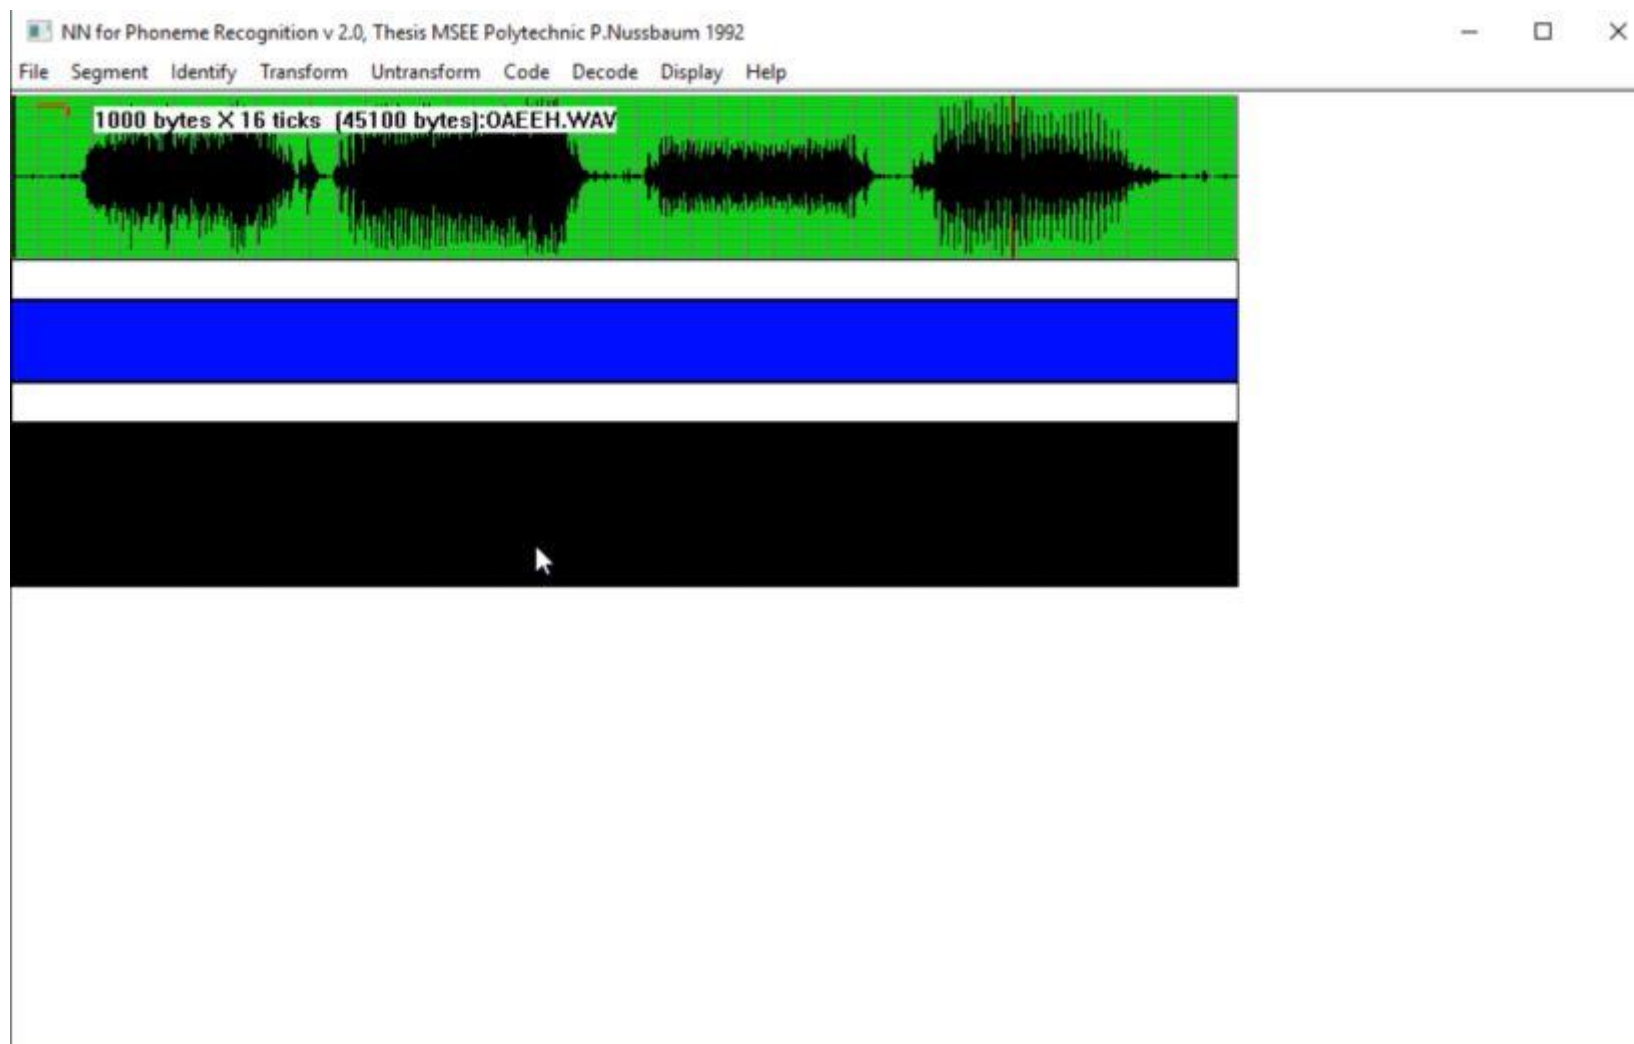 NN for Phoneme Recognition v 2.0, Thesis MSEE Polytechnic P.Nussbaum 1992
File Segment Identify Transform Untransform Code Decode Display Help
1000 bytes X 16 ticks (45100 bytes):OAEEH.WAV